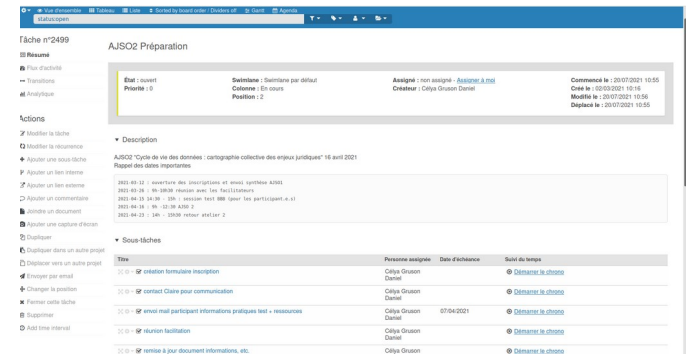 Vue d'ensemble Tableau Liste Sorted by board order / Dividers off Gantt Agenda
status:open
Tâche n°2499
Résumé
Flux d'activité
Transitions
Analytique
Actions
Modifier la tâche
Modifier la récurrence
Ajouter une sous-tâche
Ajouter un lien interne
Ajouter un lien externe
Ajouter un commentaire
Joindre un document
Ajouter une capture d'écran
Dupliquer
Dupliquer dans un autre projet
Déplacer vers un autre projet
Envoyer par email
Changer la position
Fermer cette tâche
Supprimer
Add time interval
AJSO2 Préparation
État : ouvert
Priorité : 0
Swimlane : Swimlane par défaut
Colonne : En cours
Position : 2
Assigné : non assigné - Assigner à moi
Créateur : Célya Gruson Daniel
Commencé le : 20/07/2021 10:55
Créé le : 02/03/2021 10:16
Modifié le : 20/07/2021 10:56
Déplacé le : 20/07/2021 10:55
Description
AJSO2 "Cycle de vie des données : cartographie collective des enjeux juridiques" 16 avril 2021
Rappel des dates importantes
2021-03-12 : ouverture des inscriptions et envoi synthèse AJSO1
2021-03-26 : 9h-10h30 réunion avec les facilitateurs
2021-04-15 14:30 - 15h : session test BBB (pour les participant.e.s)
2021-04-16 : 9h -12:30 AJSO 2
2021-04-23 : 14h - 15h30 retour atelier 2
Sous-tâches
Titre Personne assignée Date d'échéance Suivi du temps
création formulaire inscription Célya Gruson Daniel Démarrer le chrono
contact Claire pour communication Célya Gruson Daniel Démarrer le chrono
envoi mail participant informations pratiques test + ressources Célya Gruson Daniel 07/04/2021 Démarrer le chrono
réunion facilitation Célya Gruson Daniel Démarrer le chrono
remise à jour document informations, etc. Célya Gruson Démarrer le chrono